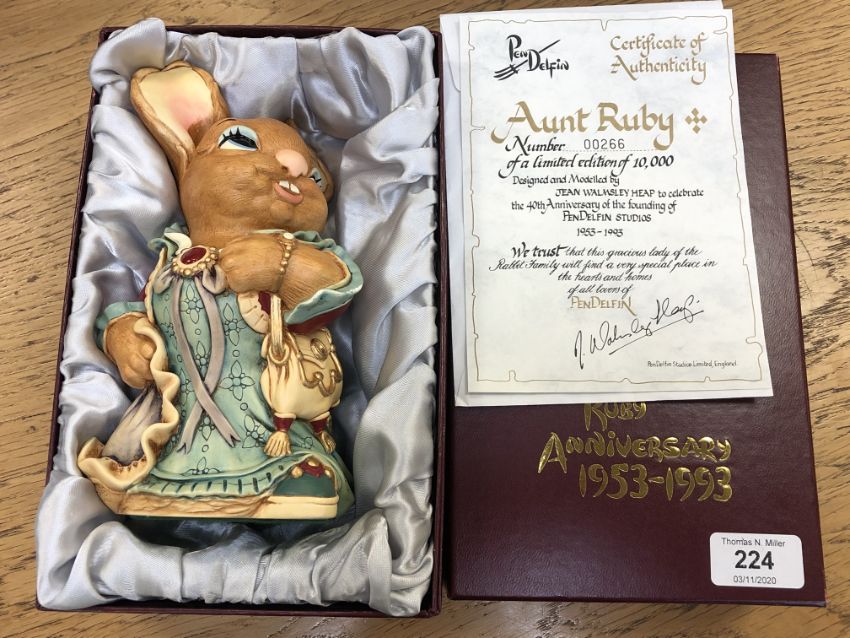 PenDelfin
Certificate of
Authenticity
Aunt Ruby
Number 00266
of a limited edition of 10,000
Designed and Modelled by
JEAN WALMSLEY HEAP to celebrate
the 40th Anniversary of the founding of
PENDELFIN STUDIOS
1953-1993
We trust that this gracious lady of the
Rabbit Family will find a very special place in
the hearts and homes
of all lovers of
PENDELFIN
J. Walmsley Heap
PenDelfin Studios Limited, England.
RUBY
ANNIVERSARY
1953-1993
Thomas N. Miller
224
03/11/2020